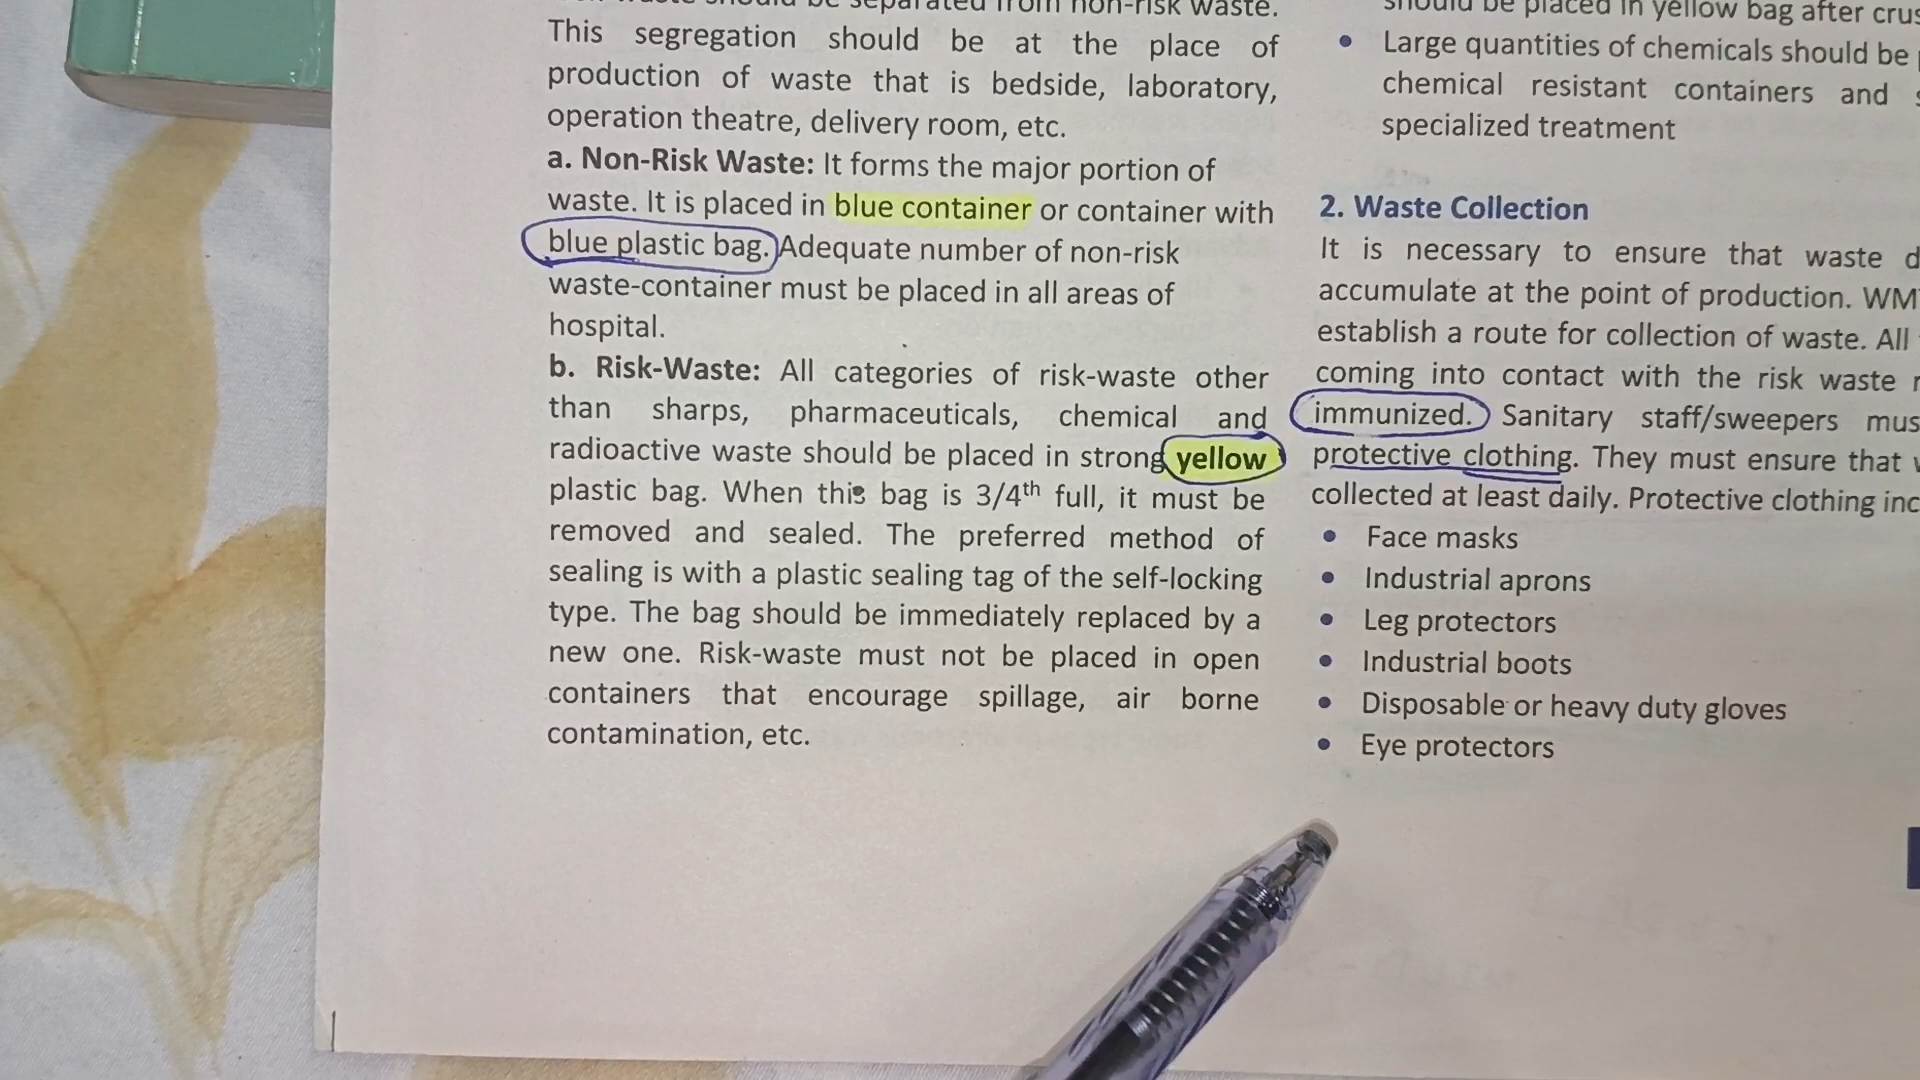 separated from non-risk waste.
This segregation should be at the place of
production of waste that is bedside, laboratory,
operation theatre, delivery room, etc.
a. Non-Risk Waste: It forms the major portion of
waste. It is placed in blue container or container with
blue plastic bag. Adequate number of non-risk
waste-container must be placed in all areas of
hospital.
b. Risk-Waste: All categories of risk-waste other
than sharps, pharmaceuticals, chemical and
radioactive waste should be placed in strong yellow
plastic bag. When this bag is 3/4th full, it must be
removed and sealed. The preferred method of
sealing is with a plastic sealing tag of the self-locking
type. The bag should be immediately replaced by a
new one. Risk-waste must not be placed in open
containers that encourage spillage, air borne
contamination, etc.
should be placed in yellow bag after
• Large quantities of chemicals should be
chemical resistant containers and
specialized treatment
2. Waste Collection
It is necessary to ensure that waste
accumulate at the point of production.
establish a route for collection of waste. All
coming into contact with the risk waste
immunized. Sanitary staff/sweepers
protective clothing. They must ensure that
collected at least daily. Protective clothing
• Face masks
• Industrial aprons
• Leg protectors
• Industrial boots
• Disposable or heavy duty gloves
• Eye protectors